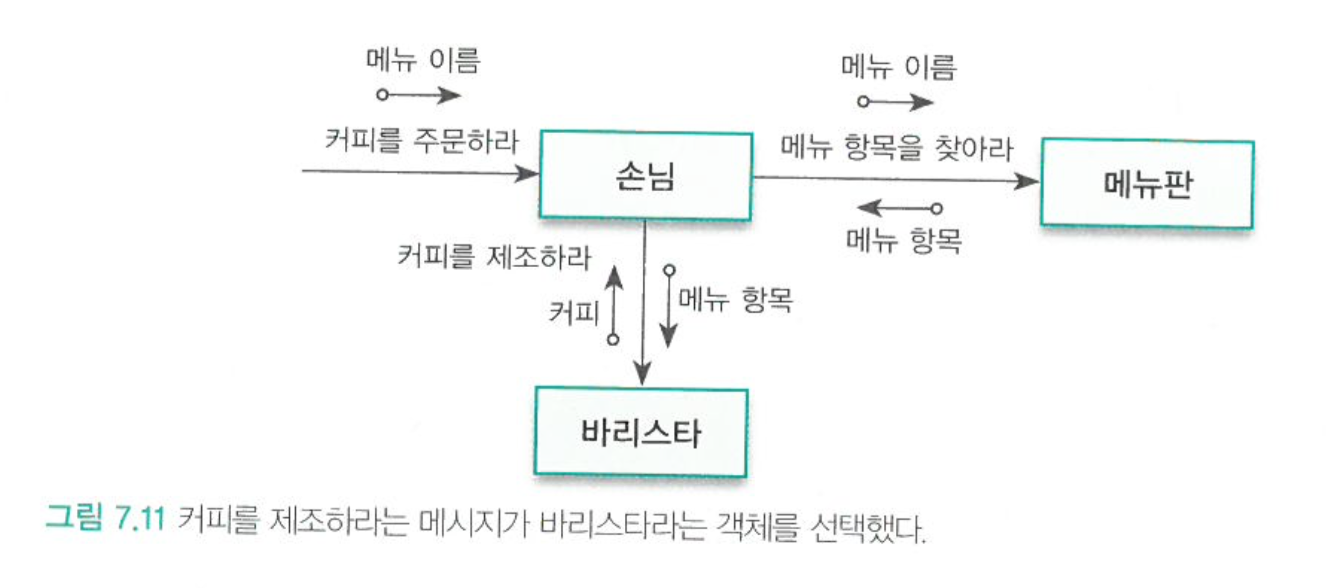 메뉴 이름
커피를 주문하라
손님
메뉴 이름
메뉴 항목을 찾아라
메뉴 항목
메뉴판
커피를 제조하라
커피
메뉴 항목
바리스타
그림 7.11 커피를 제조하라는 메시지가 바리스타라는 객체를 선택했다.